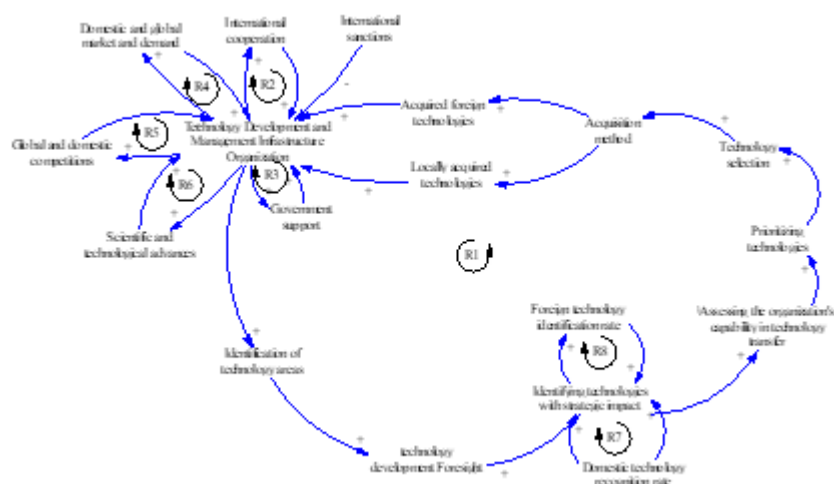 Domestic and global
market and demand
International
cooperation
International
sanctions
R4
R2
R5
Technology Development and
Management Infrastructure
Organization
Global and domestic
competitions
R6
R3
Government
support
Scientific and
technological advances
Acquired foreign
technologies
Locally acquired
technologies
Acquisition
method
Technology
selection
Prioritizing
technologies
R1
Assessing the organization's
capability in technology
transfer
Foreign technology
identification rate
R8
Identifying technologies
with strategic impact
R7
Domestic technology
recognition rate
Identification of
technology areas
technology
development Foresight